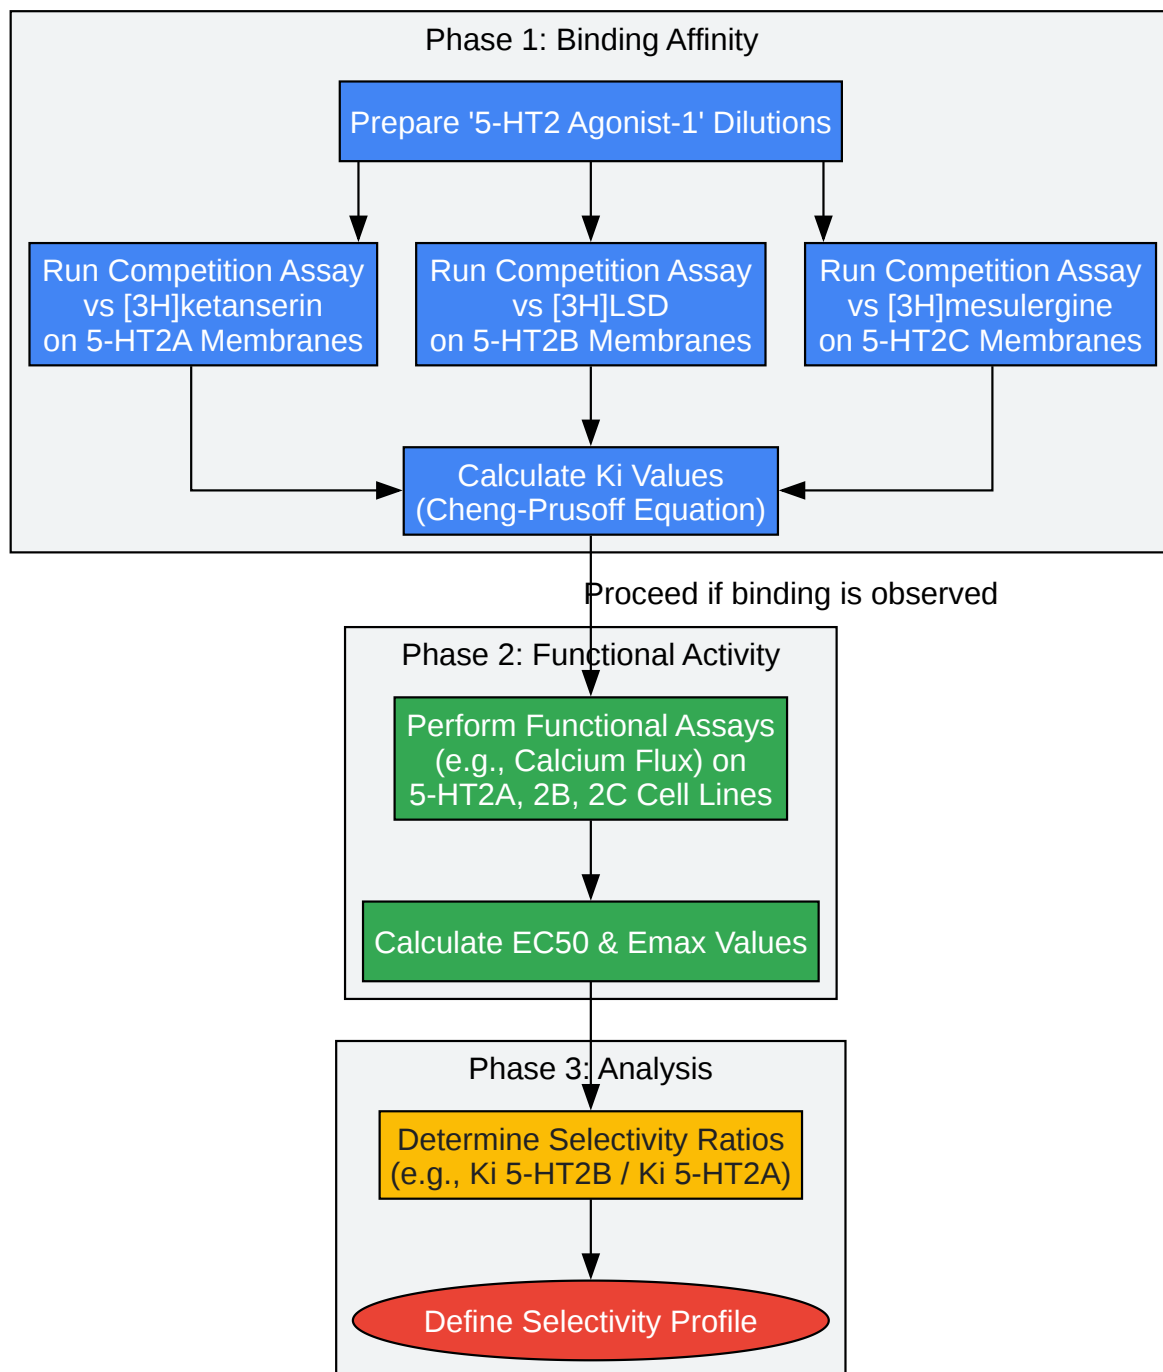 Phase 1: Binding Affinity
Prepare '5-HT2 Agonist-1' Dilutions
Run Competition Assay
vs [3H]ketanserin
on 5-HT2A Membranes
Run Competition Assay
vs [3H]LSD
on 5-HT2B Membranes
Run Competition Assay
vs [3H]mesulergine
on 5-HT2C Membranes
Calculate Ki Values
(Cheng-Prusoff Equation)
Proceed if binding is observed
Phase 2: Functional Activity
Perform Functional Assays
(e.g., Calcium Flux) on
5-HT2A, 2B, 2C Cell Lines
Calculate EC50 & Emax Values
Phase 3: Analysis
Determine Selectivity Ratios
(e.g., Ki 5-HT2B / Ki 5-HT2A)
Define Selectivity Profile